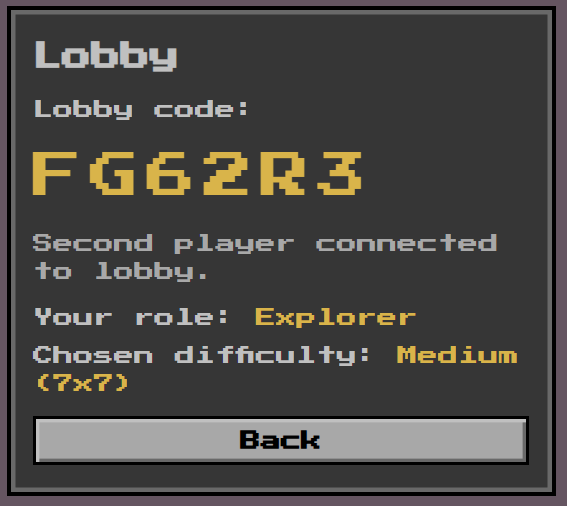 Lobby
Lobby code:
FG62R3
Second player connected
to lobby.
Your role: Explorer
Chosen difficulty: Medium
(7x7)
Back